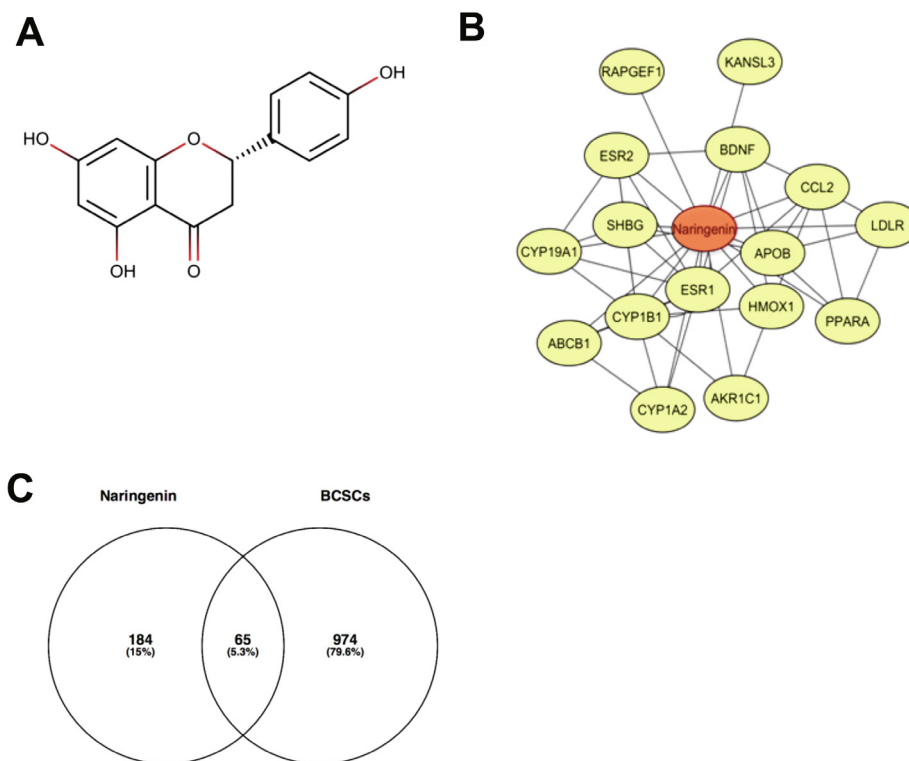 A
OH
HO
O
OH
O
B
RAPGEF1
KANSL3
ESR2
BDNF
CCL2
SHBG
Naringenin
LDLR
CYP19A1
APOB
ESR1
HMOX1
CYP1B1
PPARA
ABCB1
AKR1C1
CYP1A2
C
Naringenin
BCSCs
184
(15%)
65
(5.3%)
974
(79.6%)